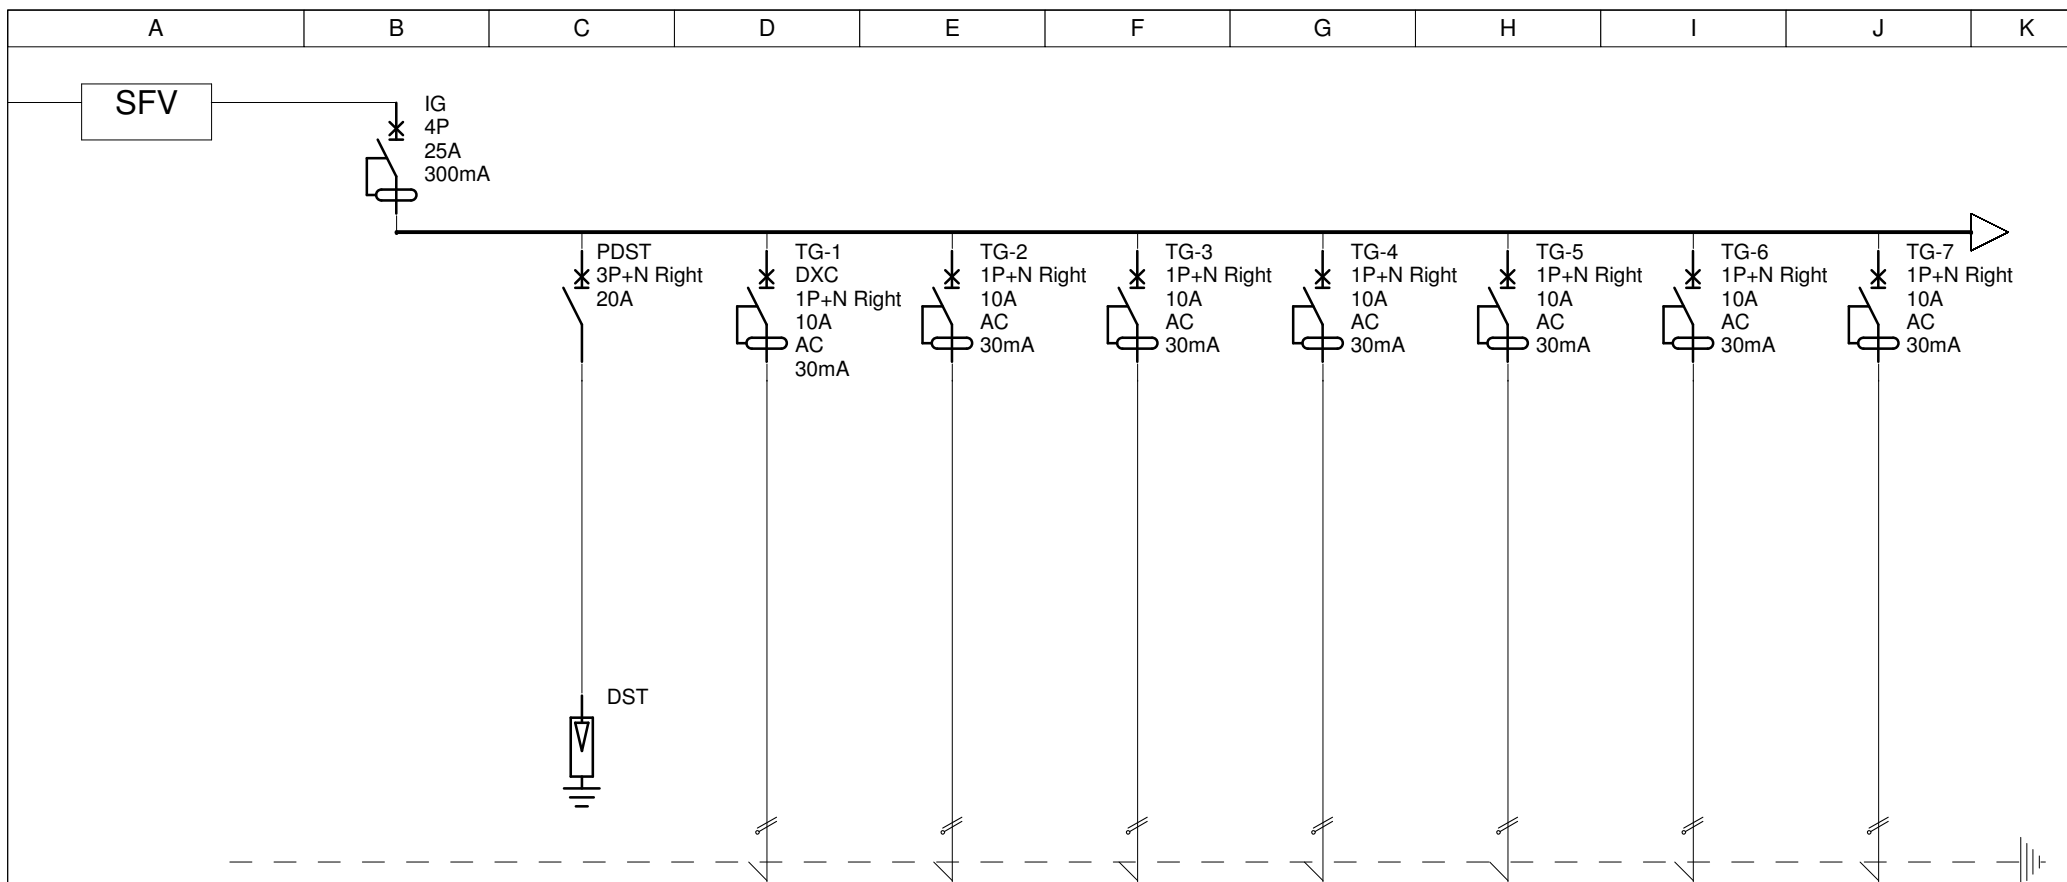 A B C D E F G H I J K
SFV
IG
4P
25A
300mA
PDST
3P+N Right
20A
TG-1
DXC
1P+N Right
10A
AC
30mA
TG-2
1P+N Right
10A
AC
30mA
TG-3
1P+N Right
10A
AC
30mA
TG-4
1P+N Right
10A
AC
30mA
TG-5
1P+N Right
10A
AC
30mA
TG-6
1P+N Right
10A
AC
30mA
TG-7
1P+N Right
10A
AC
30mA
DST